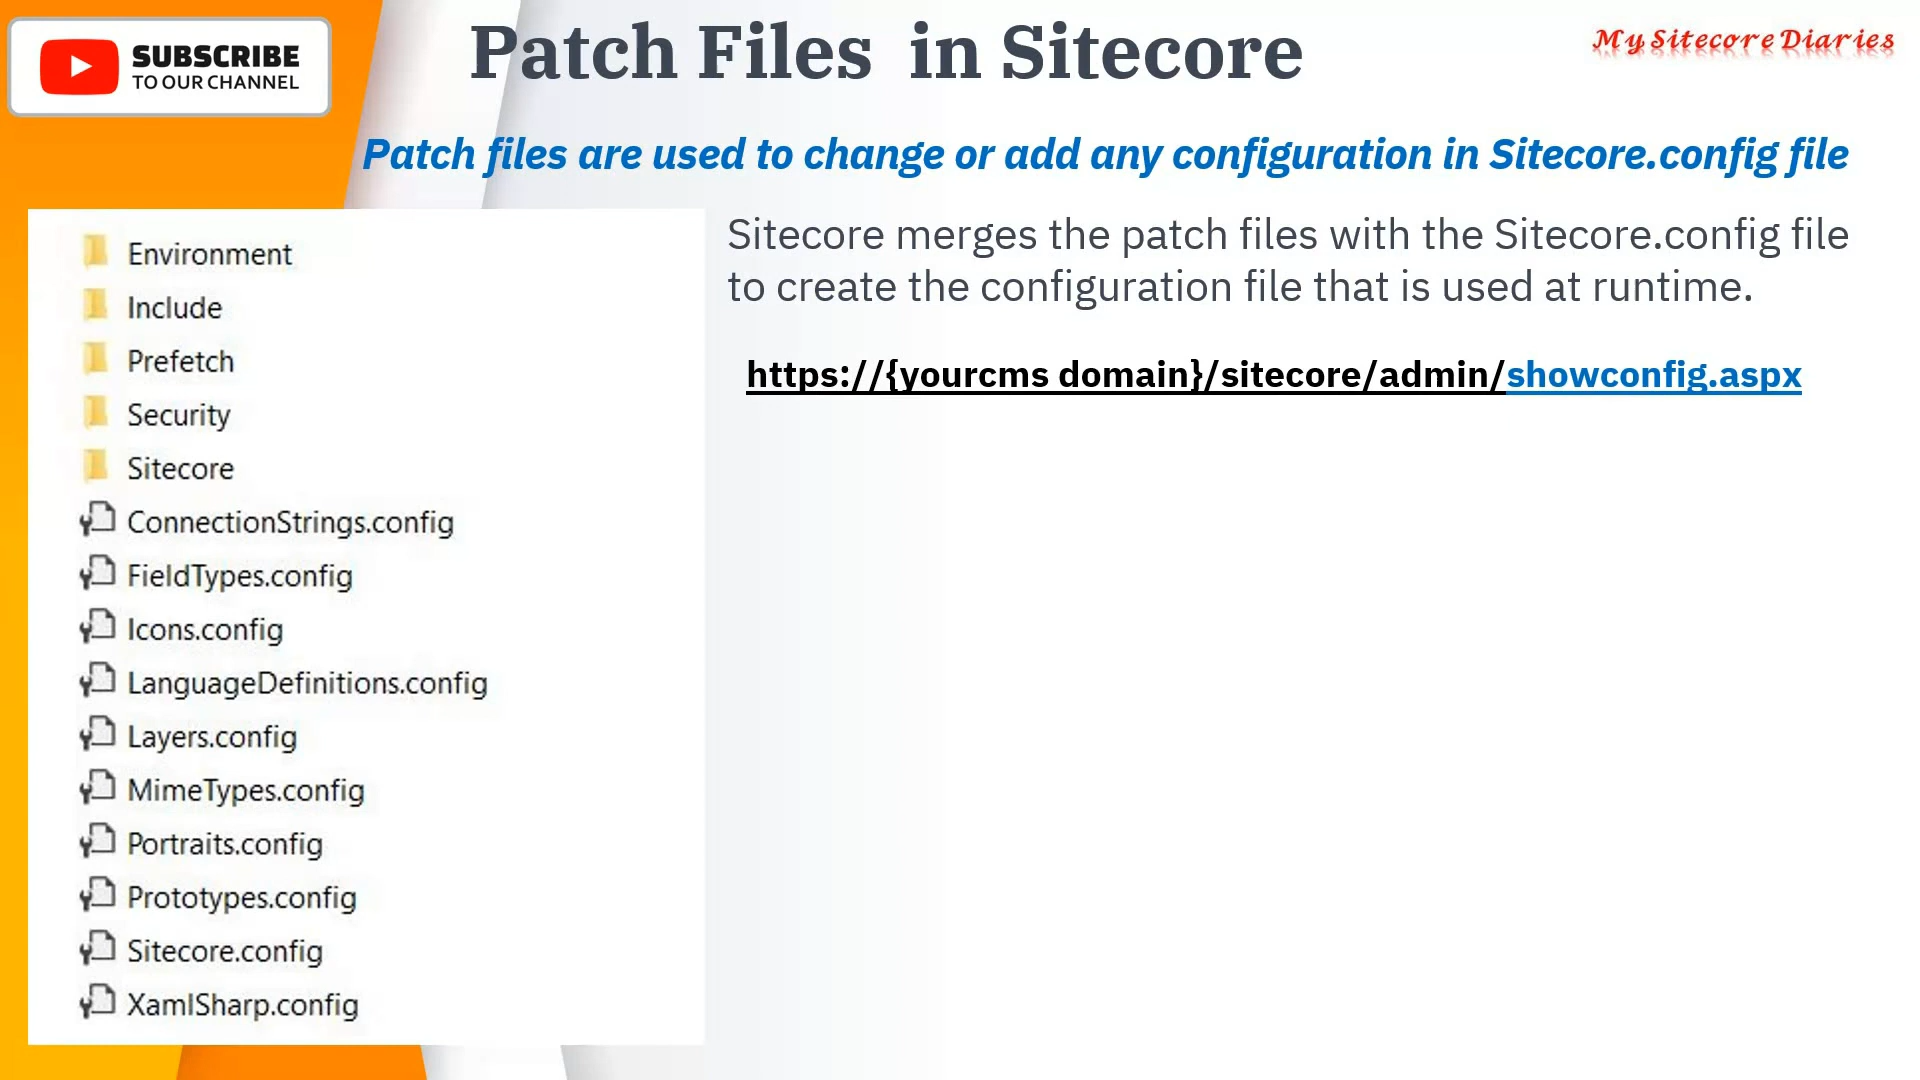 SUBSCRIBE
TO OUR CHANNEL
Patch Files in Sitecore
My Sitecore Diaries
Patch files are used to change or add any configuration in Sitecore.config file
Environment
Include
Prefetch
Security
Sitecore
ConnectionStrings.config
FieldTypes.config
Icons.config
LanguageDefinitions.config
Layers.config
MimeTypes.config
Portraits.config
Prototypes.config
Sitecore.config
XamlSharp.config
Sitecore merges the patch files with the Sitecore.config file
to create the configuration file that is used at runtime.
https://{yourcms domain}/sitecore/admin/showconfig.aspx